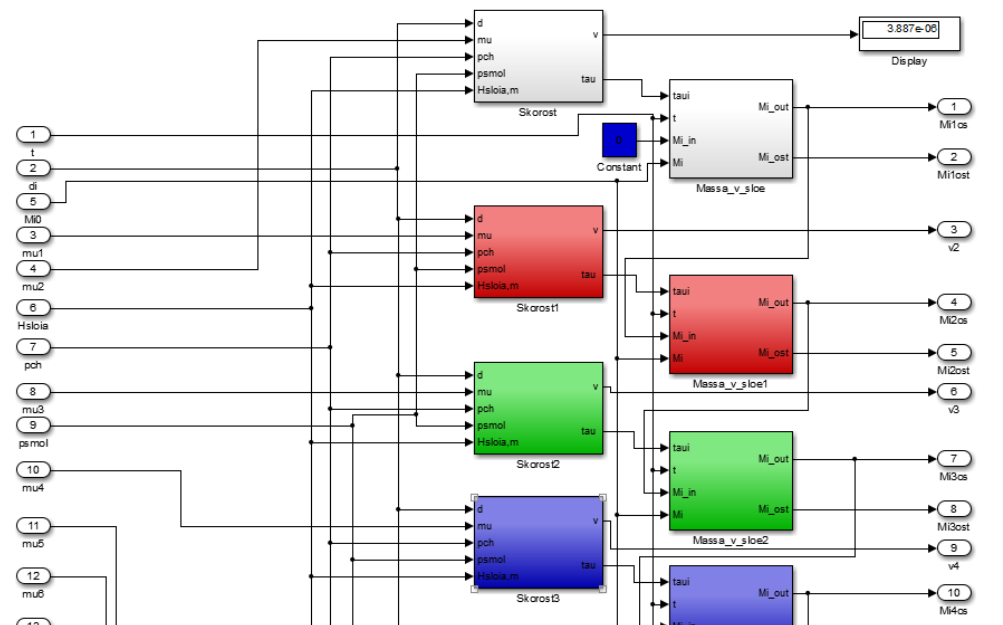 d
mu
pch
psmol
Hsloia,m
v
tau
Skorost
3.887e-06
Display
taui
t
Mi_in
Mi
Mi_out
Mi_ost
Massa_v_sloe
0
Constant
1
Mi1os
2
Mi1ost
1
t
2
di
5
Mi0
3
mu1
4
mu2
6
Hsloia
7
pch
8
mu3
9
psmol
10
mu4
11
mu5
12
mu6
d
mu
pch
psmol
Hsloia,m
v
tau
Skorost1
3
v2
taui
t
Mi_in
Mi
Mi_out
Mi_ost
Massa_v_sloe1
4
Mi2os
5
Mi2ost
d
mu
pch
psmol
Hsloia,m
v
tau
Skorost2
6
v3
taui
t
Mi_in
Mi
Mi_out
Mi_ost
Massa_v_sloe2
7
Mi3os
8
Mi3ost
d
mu
pch
psmol
Hsloia,m
v
tau
Skorost3
9
v4
taui
t
Mi_out
10
Mi4os